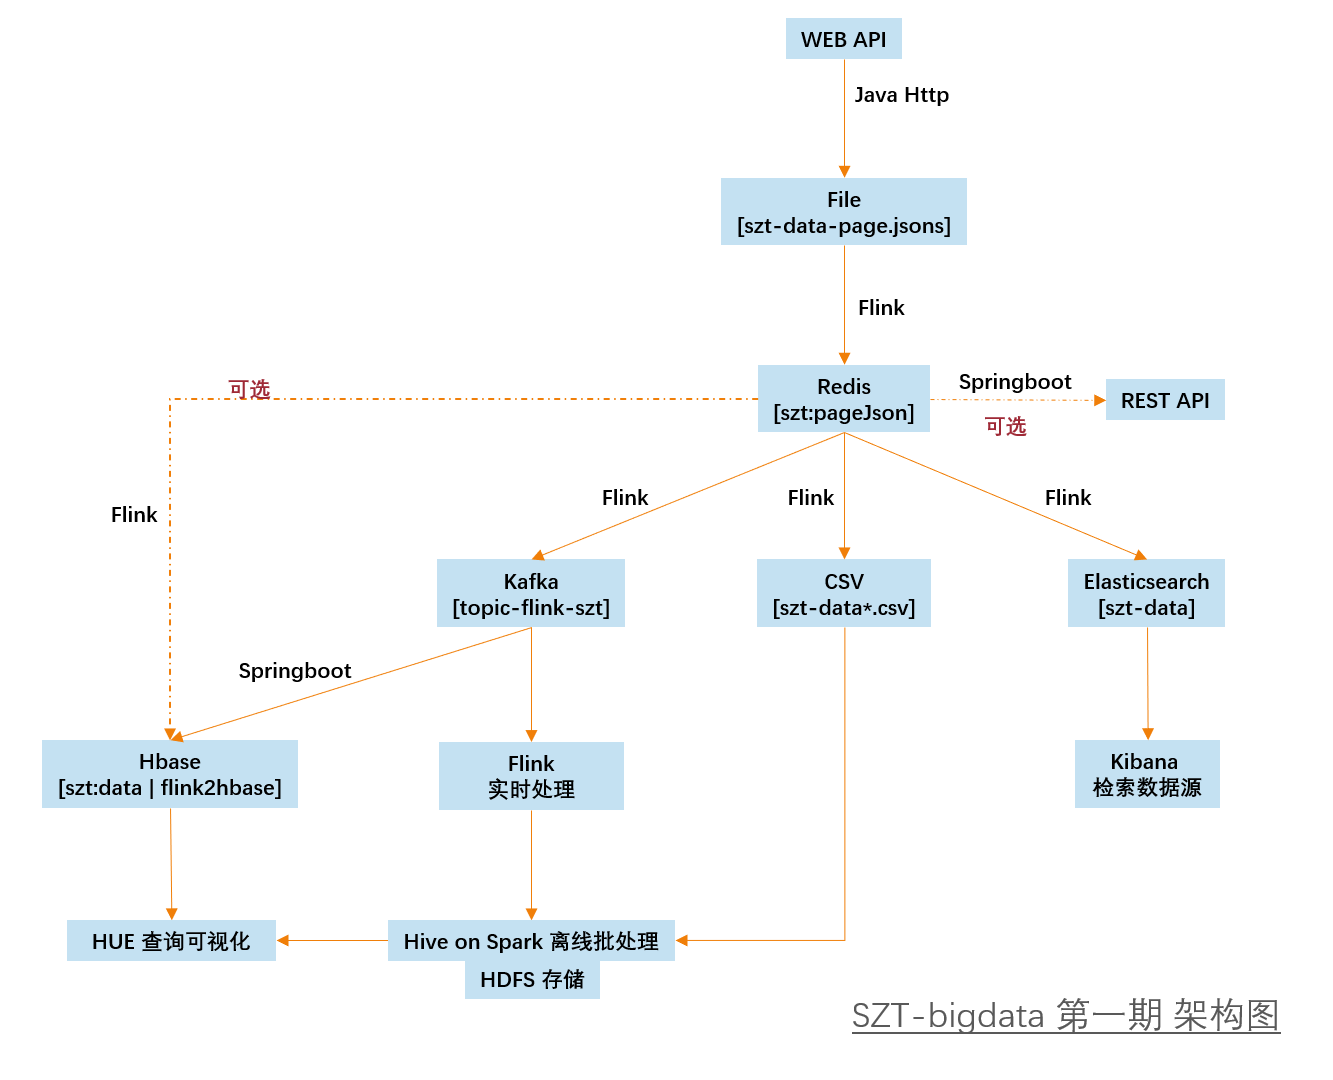 WEB API
Java Http
File
[szt-data-page.jsons]
Flink
可选
Redis
[szt:pageJson]
Springboot
可选
REST API
Flink
Flink
Flink
Flink
Kafka
[topic-flink-szt]
CSV
[szt-data*.csv]
Elasticsearch
[szt-data]
Springboot
Hbase
[szt:data | flink2hbase]
Flink
实时处理
Kibana
检索数据源
HUE 查询可视化
Hive on Spark 离线批处理
HDFS 存储
SZT-bigdata 第一期 架构图